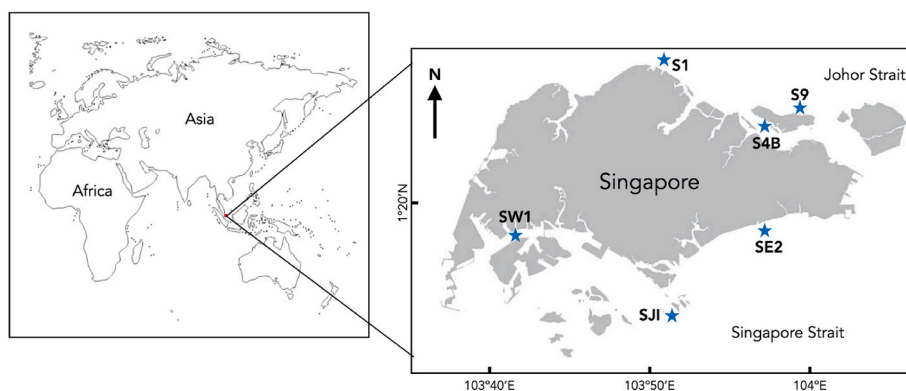 Asia
Africa
N
S1
Johor Strait
S9
S4B
Singapore
1°20′N
SW1
SE2
SJI
Singapore Strait
103°40′E
103°50′E
104°E